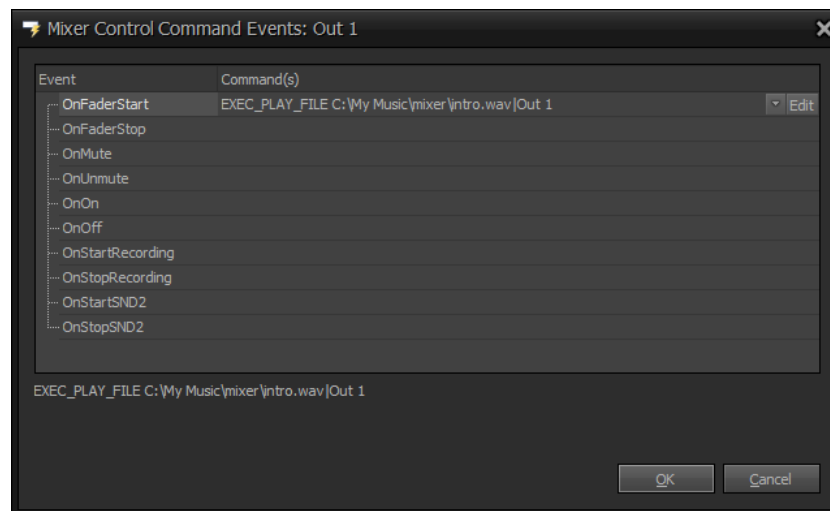 Mixer Control Command Events: Out 1
Event Command(s)
OnFaderStart EXEC_PLAY_FILE C:\My Music\mixer\intro.wav|Out 1 Edit
OnFaderStop
OnMute
OnUnmute
OnOn
OnOff
OnStartRecording
OnStopRecording
OnStartSND2
OnStopSND2
EXEC_PLAY_FILE C:\My Music\mixer\intro.wav|Out 1
OK Cancel